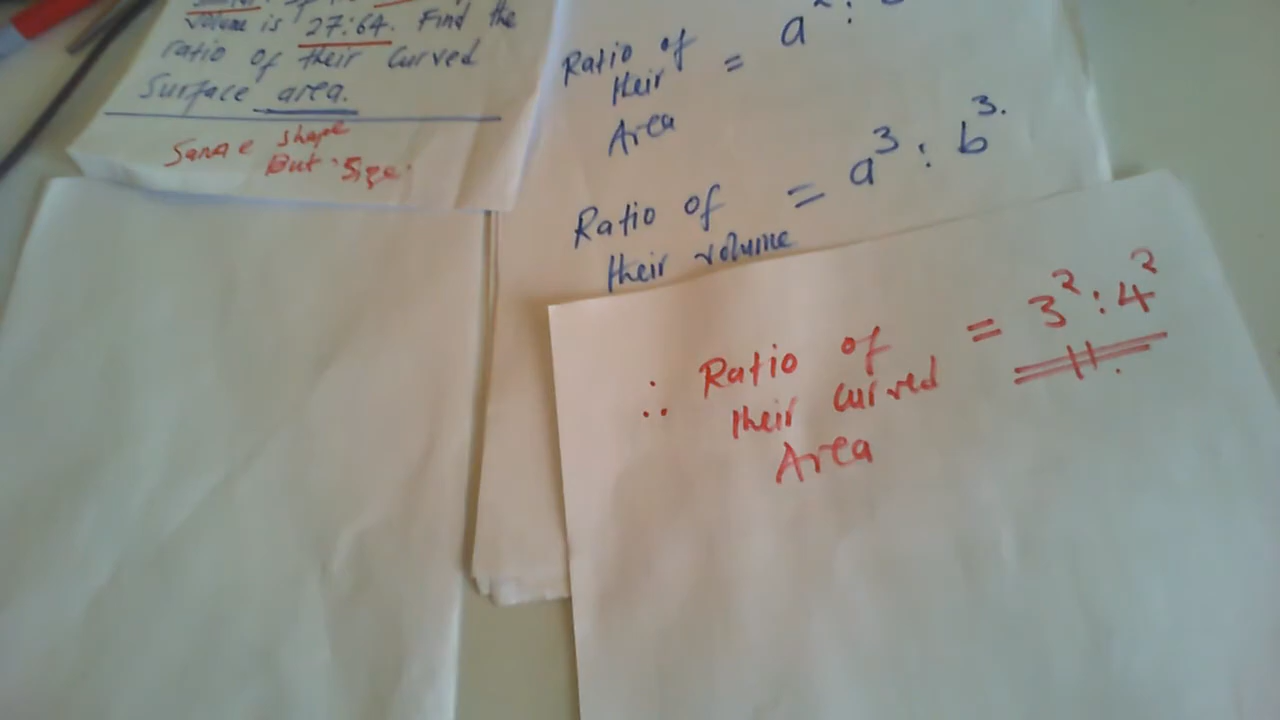 volume is 27:64. Find the
ratio of their curved
Surface area.
Same shape
But Size.
Ratio of
their
Area
= a² :
Ratio of
their volume
= a³ : b³.
∴ Ratio of
their curved
Area
= 3² : 4²